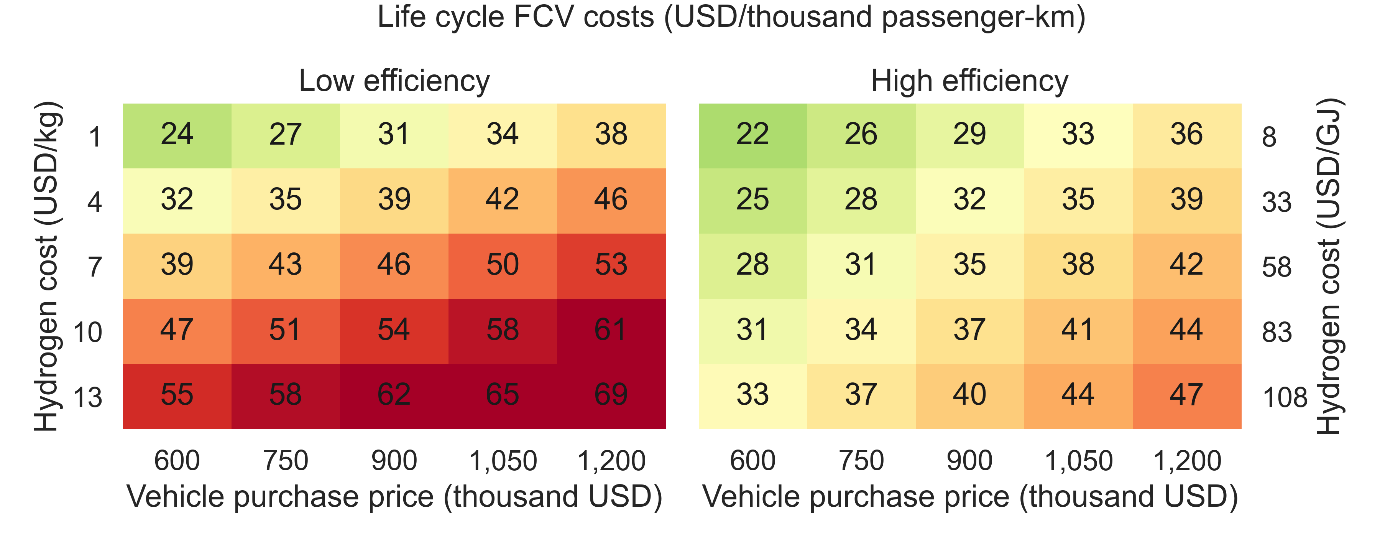 Life cycle FCV costs (USD/thousand passenger-km)
Low efficiency High efficiency
Hydrogen cost (USD/kg)
1 24 27 31 34 38 22 26 29 33 36 8
4 32 35 39 42 46 25 28 32 35 39 33
7 39 43 46 50 53 28 31 35 38 42 58
10 47 51 54 58 61 31 34 37 41 44 83
13 55 58 62 65 69 33 37 40 44 47 108
Hydrogen cost (USD/GJ)
600 750 900 1,050 1,200 600 750 900 1,050 1,200
Vehicle purchase price (thousand USD) Vehicle purchase price (thousand USD)